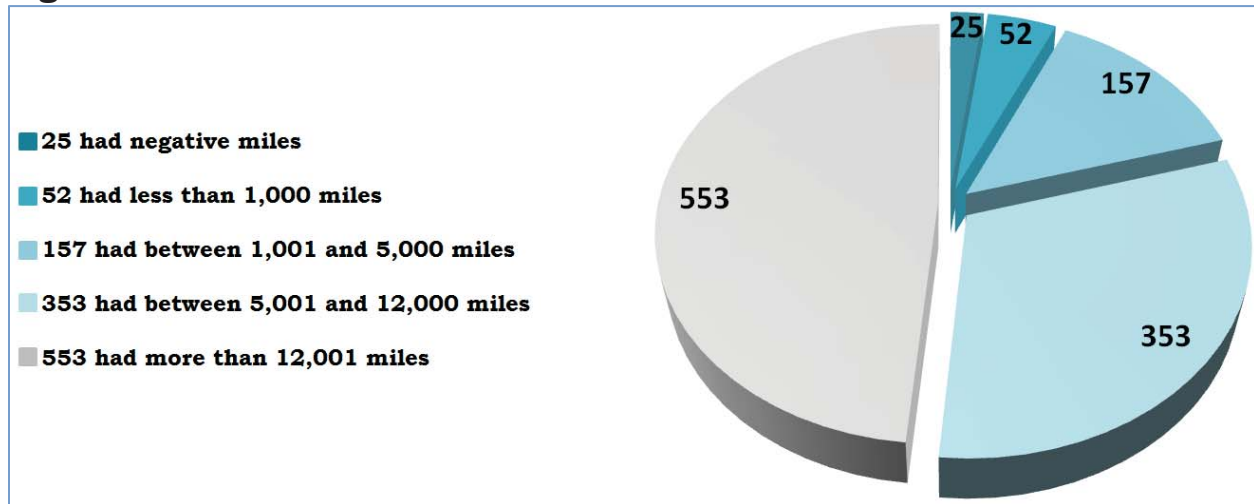 25 had negative miles
52 had less than 1,000 miles
157 had between 1,001 and 5,000 miles
353 had between 5,001 and 12,000 miles
553 had more than 12,001 miles
25
52
157
353
553